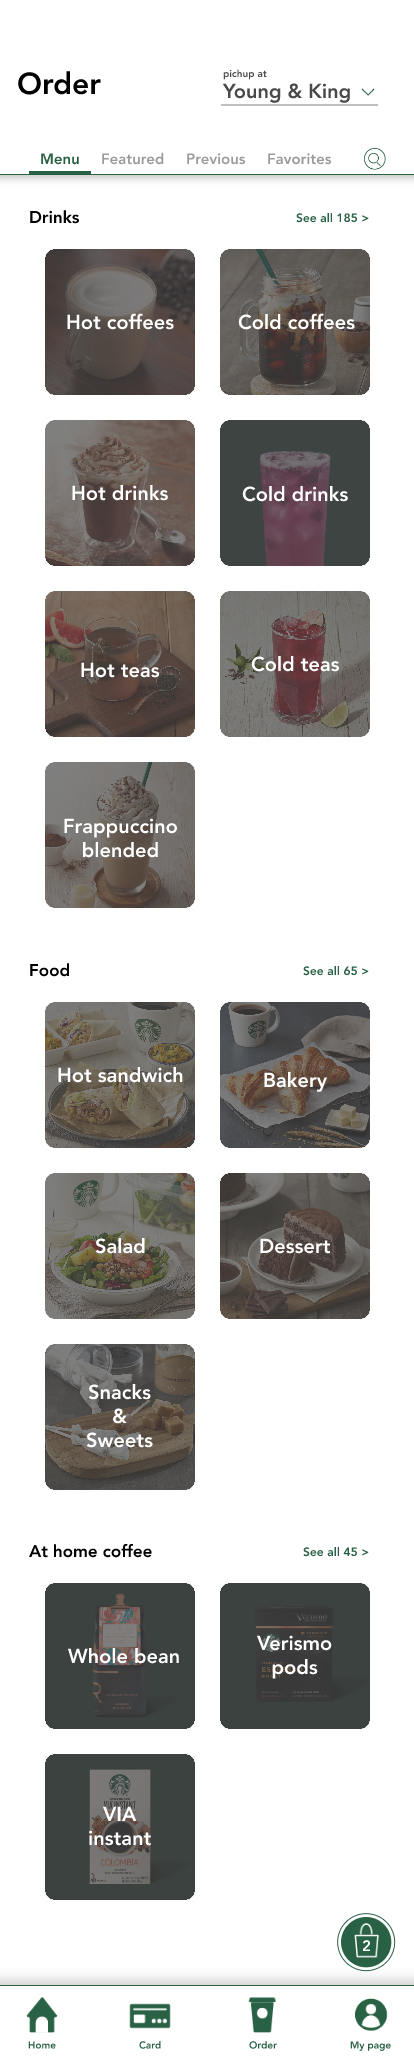 Order
pickup at
Young & King
Menu Featured Previous Favorites
Drinks
See all 185 >
Hot coffees
Cold coffees
Hot drinks
Cold drinks
Hot teas
Cold teas
Frappuccino
blended
Food
See all 65 >
Hot sandwich
Bakery
Salad
Dessert
Snacks
&
Sweets
At home coffee
See all 45 >
Whole bean
Verismo
Verismo
pods
VIA
instant
COLOMBIA
2
Home
Card
Order
My page